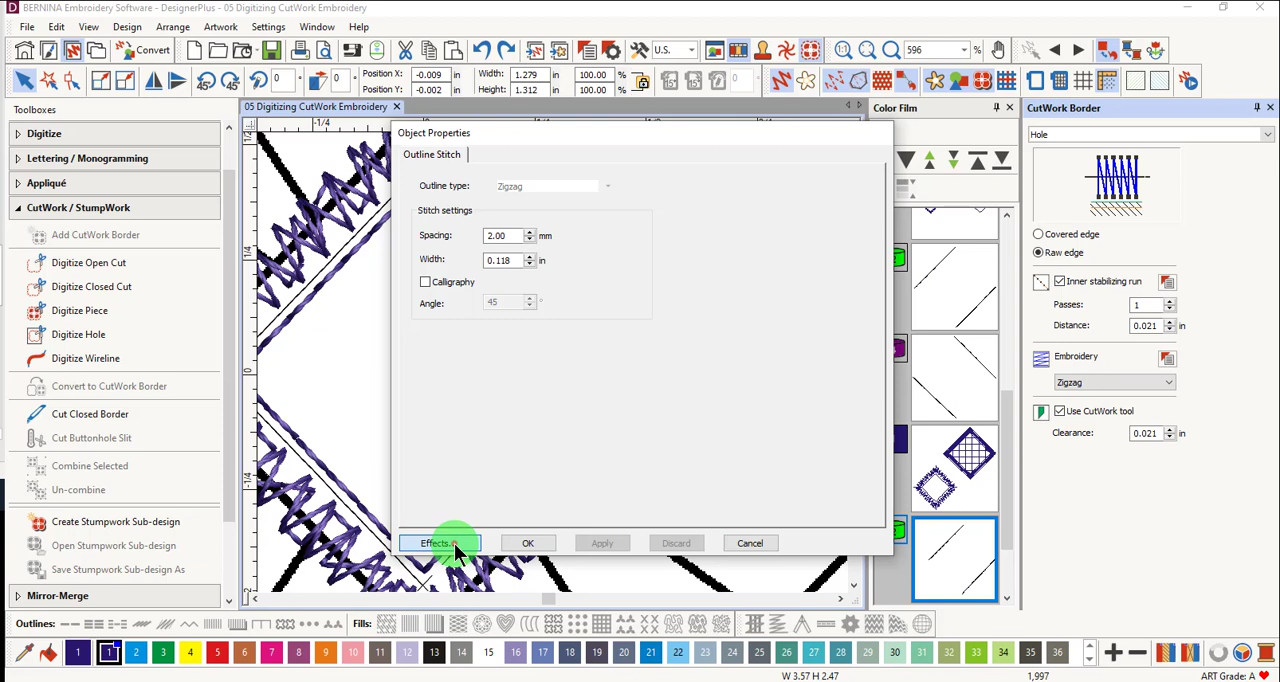 BERNINA Embroidery Software - DesignerPlus - 05 Digitizing CutWork Embroidery
File Edit View Design Arrange Artwork Settings Window Help
Convert U.S. 596 %
0 0 Position X: -0.009 in Width: 1.279 in 100.00 % 0
Position Y: -0.002 in Height: 1.312 in 100.00 %
Toolboxes
05 Digitizing CutWork Embroidery
Color Film
CutWork Border
Digitize
Lettering / Monogramming
Appliqué
CutWork / StumpWork
Add CutWork Border
Digitize Open Cut
Digitize Closed Cut
Digitize Piece
Digitize Hole
Digitize Wireline
Convert to CutWork Border
Cut Closed Border
Cut Buttonhole Slit
Combine Selected
Un-combine
Create Stumpwork Sub-design
Open Stumpwork Sub-design
Save Stumpwork Sub-design As
Mirror-Merge
Object Properties
Outline Stitch
Outline type: Zigzag
Stitch settings
Spacing: 2.00 mm
Width: 0.118 in
Calligraphy
Angle: 45 °
Effects... OK Apply Discard Cancel
Hole
Covered edge
Raw edge
Inner stabilizing run
Passes: 1
Distance: 0.021 in
Embroidery
Zigzag
Use CutWork tool
Clearance: 0.021 in
Outlines: Fills:
1 1 2 3 4 5 6 7 8 9 10 11 12 13 14 15 16 17 18 19 20 21 22 23 24 25 26 27 28 29 30 31 32 33 34 35 36
W 3.57 H 2.47 1,997 ART Grade: A